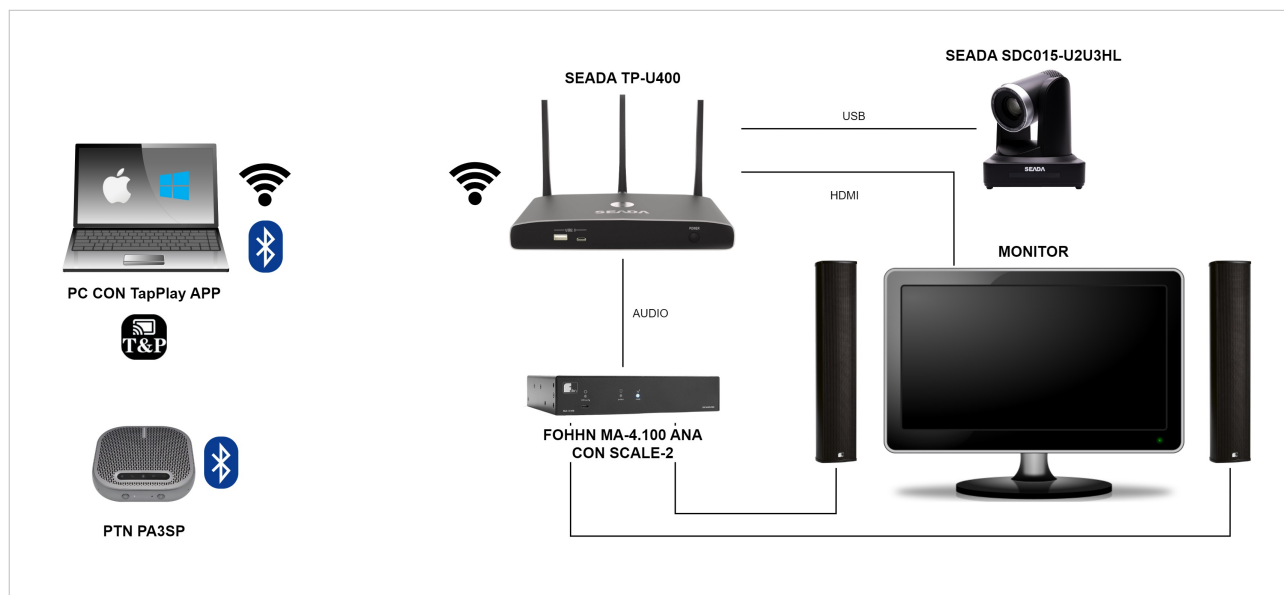 SEADA SDC015-U2U3HL
SEADA TP-U400
USB
SEADA
HDMI
SEADA
POWER
MONITOR
PC CON TapPlay APP
T&P
AUDIO
FOHHN MA-4.100 ANA
CON SCALE-2
PTN PA3SP